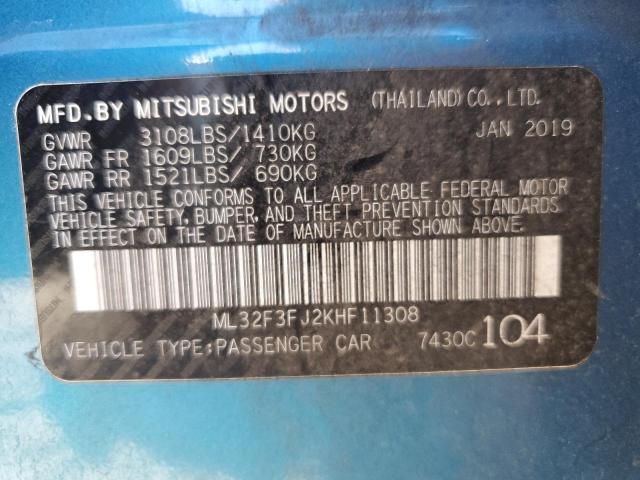 MFD.BY MITSUBISHI MOTORS (THAILAND)CO.,LTD.
GVWR 3108LBS/1410KG JAN 2019
GAWR FR 1609LBS/ 730KG
GAWR RR 1521LBS/ 690KG
THIS VEHICLE CONFORMS TO ALL APPLICABLE FEDERAL MOTOR
VEHICLE SAFETY, BUMPER, AND THEFT PREVENTION STANDARDS
IN EFFECT ON THE DATE OF MANUFACTURE SHOWN ABOVE.
ML32F3FJ2KHF11308
VEHICLE TYPE:PASSENGER CAR 7430C 104